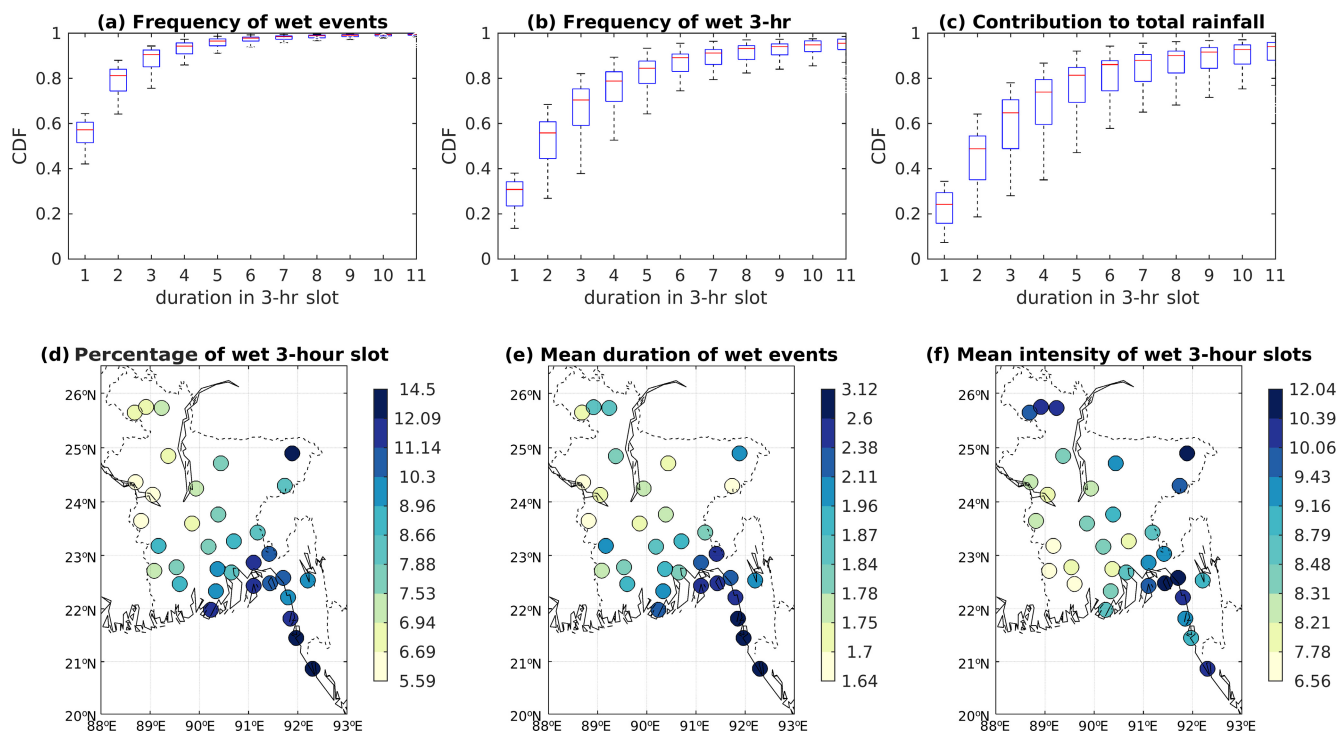 (a) Frequency of wet events
(b) Frequency of wet 3-hr
(c) Contribution to total rainfall
1
0.8
0.6
0.4
0.2
0
CDF
1 2 3 4 5 6 7 8 9 10 11
duration in 3-hr slot
1
0.8
0.6
0.4
0.2
0
CDF
1 2 3 4 5 6 7 8 9 10 11
duration in 3-hr slot
1
0.8
0.6
0.4
0.2
0
CDF
1 2 3 4 5 6 7 8 9 10 11
duration in 3-hr slot
(d) Percentage of wet 3-hour slot
(e) Mean duration of wet events
(f) Mean intensity of wet 3-hour slots
26°N
25°N
24°N
23°N
22°N
21°N
20°N
88°E 89°E 90°E 91°E 92°E 93°E
14.5
12.09
11.14
10.3
8.96
8.66
7.88
7.53
6.94
6.69
5.59
26°N
25°N
24°N
23°N
22°N
21°N
20°N
88°E 89°E 90°E 91°E 92°E 93°E
3.12
2.6
2.38
2.11
1.96
1.87
1.84
1.78
1.75
1.7
1.64
26°N
25°N
24°N
23°N
22°N
21°N
20°N
88°E 89°E 90°E 91°E 92°E 93°E
12.04
10.39
10.06
9.43
9.16
8.79
8.48
8.31
8.21
7.78
6.56